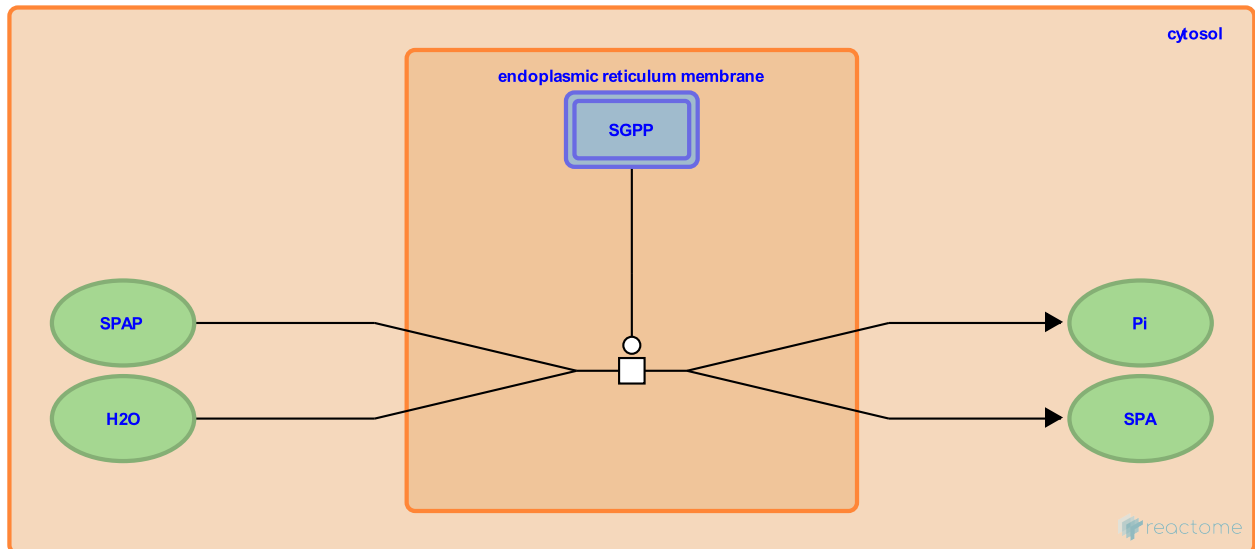 cytosol
endoplasmic reticulum membrane
SGPP
SPAP
Pi
H2O
SPA
reactome